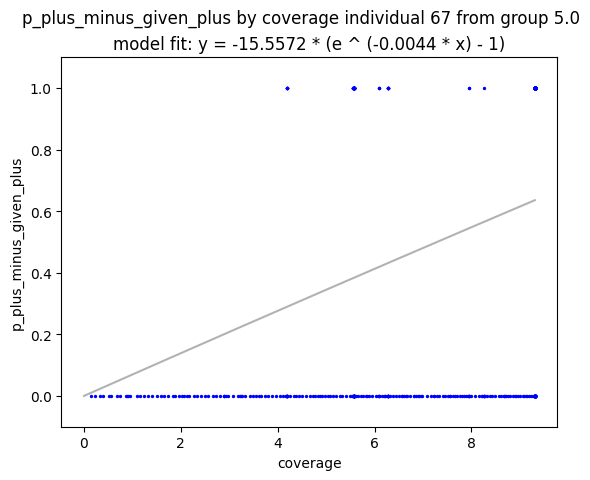 p_plus_minus_given_plus by coverage individual 67 from group 5.0
model fit: y = -15.5572 * (e ^ (-0.0044 * x) - 1)
1.0
0.8
0.6
0.4
0.2
0.0
p_plus_minus_given_plus
0 2 4 6 8
coverage